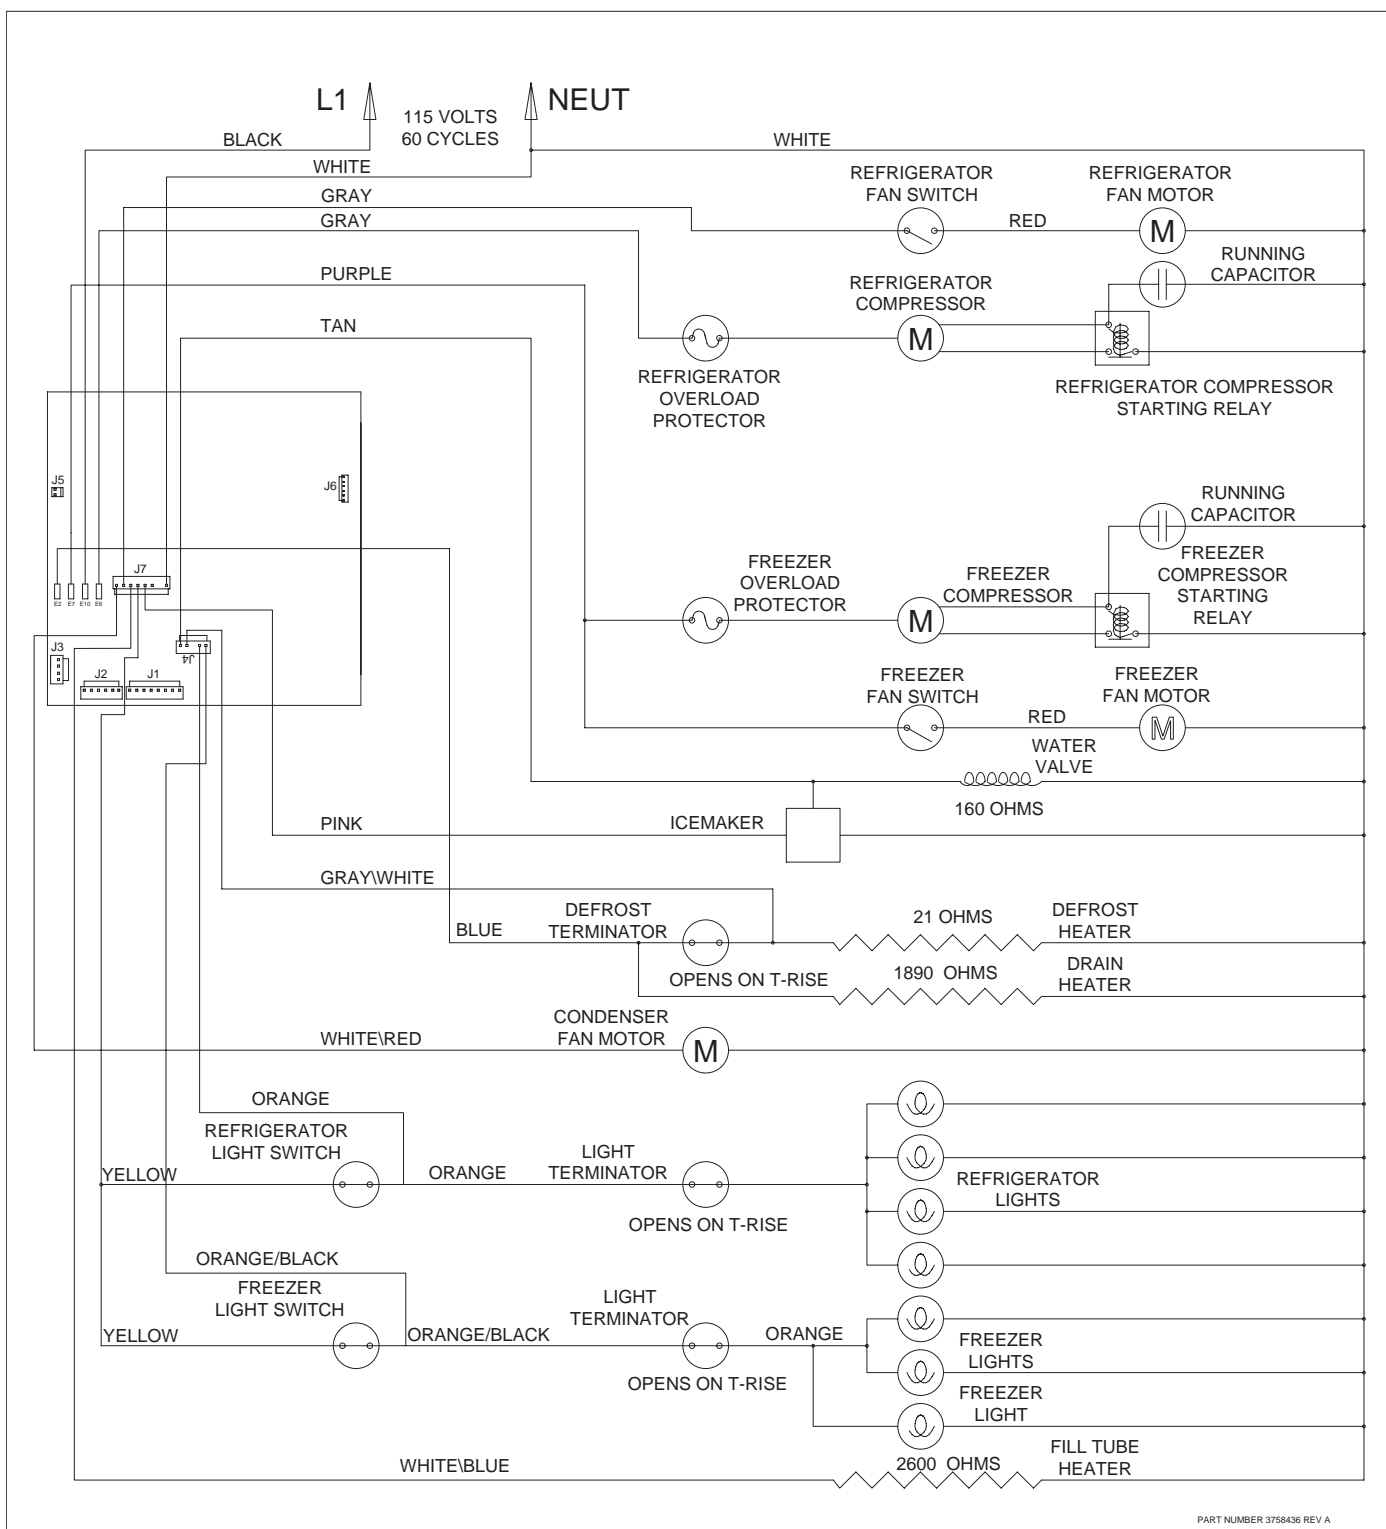 L1
NEUT
115 VOLTS
60 CYCLES
BLACK
WHITE
WHITE
GRAY
GRAY
PURPLE
TAN
REFRIGERATOR
FAN SWITCH
RED
REFRIGERATOR
FAN MOTOR
M
RUNNING
CAPACITOR
REFRIGERATOR
COMPRESSOR
M
REFRIGERATOR
OVERLOAD
PROTECTOR
REFRIGERATOR COMPRESSOR
STARTING RELAY
J5
J6
J7
E2
E7
E10
E6
J3
J4
J2
J1
RUNNING
CAPACITOR
FREEZER
OVERLOAD
PROTECTOR
FREEZER
COMPRESSOR
M
FREEZER
COMPRESSOR
STARTING
RELAY
FREEZER
FAN SWITCH
RED
FREEZER
FAN MOTOR
M
WATER
VALVE
160 OHMS
PINK
ICEMAKER
GRAY\WHITE
BLUE
DEFROST
TERMINATOR
OPENS ON T-RISE
21 OHMS
DEFROST
HEATER
1890 OHMS
DRAIN
HEATER
WHITE\RED
CONDENSER
FAN MOTOR
M
ORANGE
REFRIGERATOR
LIGHT SWITCH
YELLOW
ORANGE
LIGHT
TERMINATOR
OPENS ON T-RISE
REFRIGERATOR
LIGHTS
ORANGE/BLACK
FREEZER
LIGHT SWITCH
YELLOW
ORANGE/BLACK
LIGHT
TERMINATOR
OPENS ON T-RISE
ORANGE
FREEZER
LIGHTS
FREEZER
LIGHT
WHITE\BLUE
2600 OHMS
FILL TUBE
HEATER
PART NUMBER 3758436 REV A